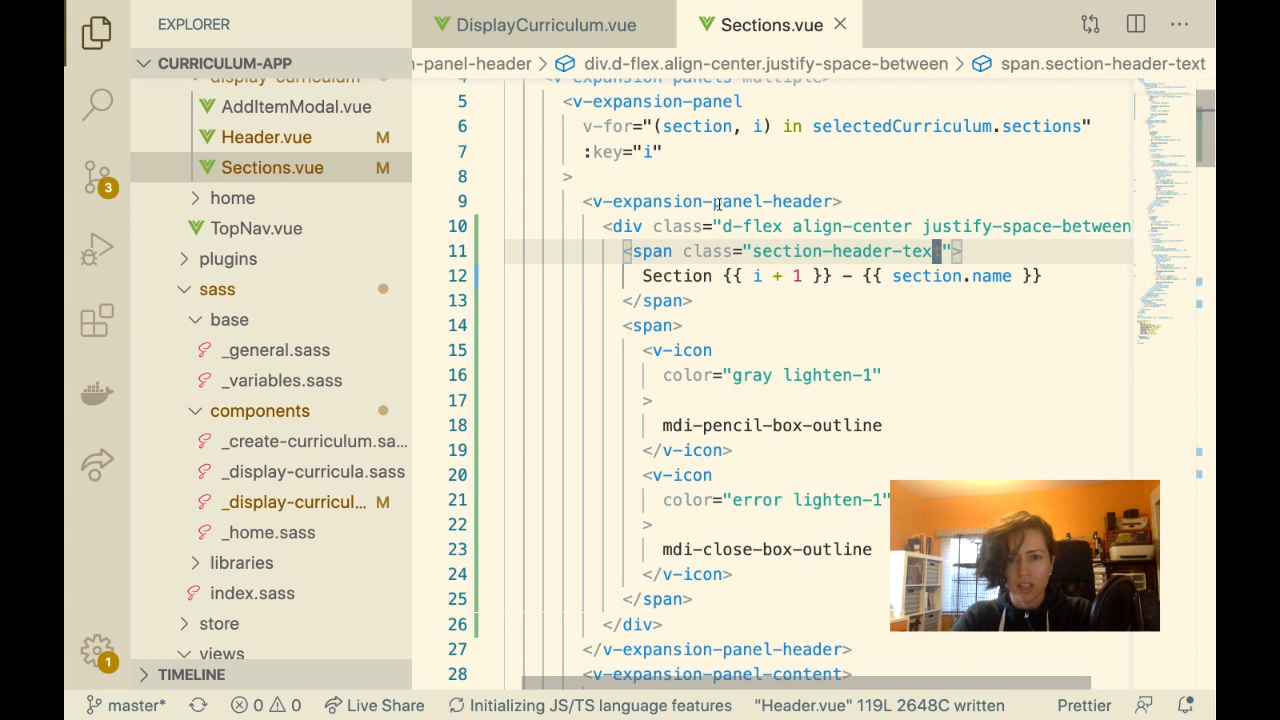 EXPLORER
DisplayCurriculum.vue
Sections.vue
CURRICULUM-APP
n-panel-header > div.d-flex.align-center.justify-space-between > span.section-header-text
AddItemModal.vue
Header.vue M
Sections.vue M
home
TopNav.vue
plugins
sass
base
_general.sass
_variables.sass
components
_create-curriculum.sa...
_display-curricula.sass
_display-curricul... M
_home.sass
libraries
index.sass
store
views
TIMELINE
3
1
5 <v-expansion-panel
6 v-for="(section, i) in selectedCurriculum.sections"
7 :key="i"
8 >
9 <v-expansion-panel-header>
10 <div class="d-flex align-center justify-space-between
11 <span class="section-header-text">
12 Section {{ i + 1 }} - {{ section.name }}
13 </span>
14 <span>
15 <v-icon
16 color="gray lighten-1"
17 >
18 mdi-pencil-box-outline
19 </v-icon>
20 <v-icon
21 color="error lighten-1"
22 >
23 mdi-close-box-outline
24 </v-icon>
25 </span>
26 </div>
27 </v-expansion-panel-header>
28 <v-expansion-panel-content>
master* 0 0 Live Share Initializing JS/TS language features "Header.vue" 119L 2648C written Prettier